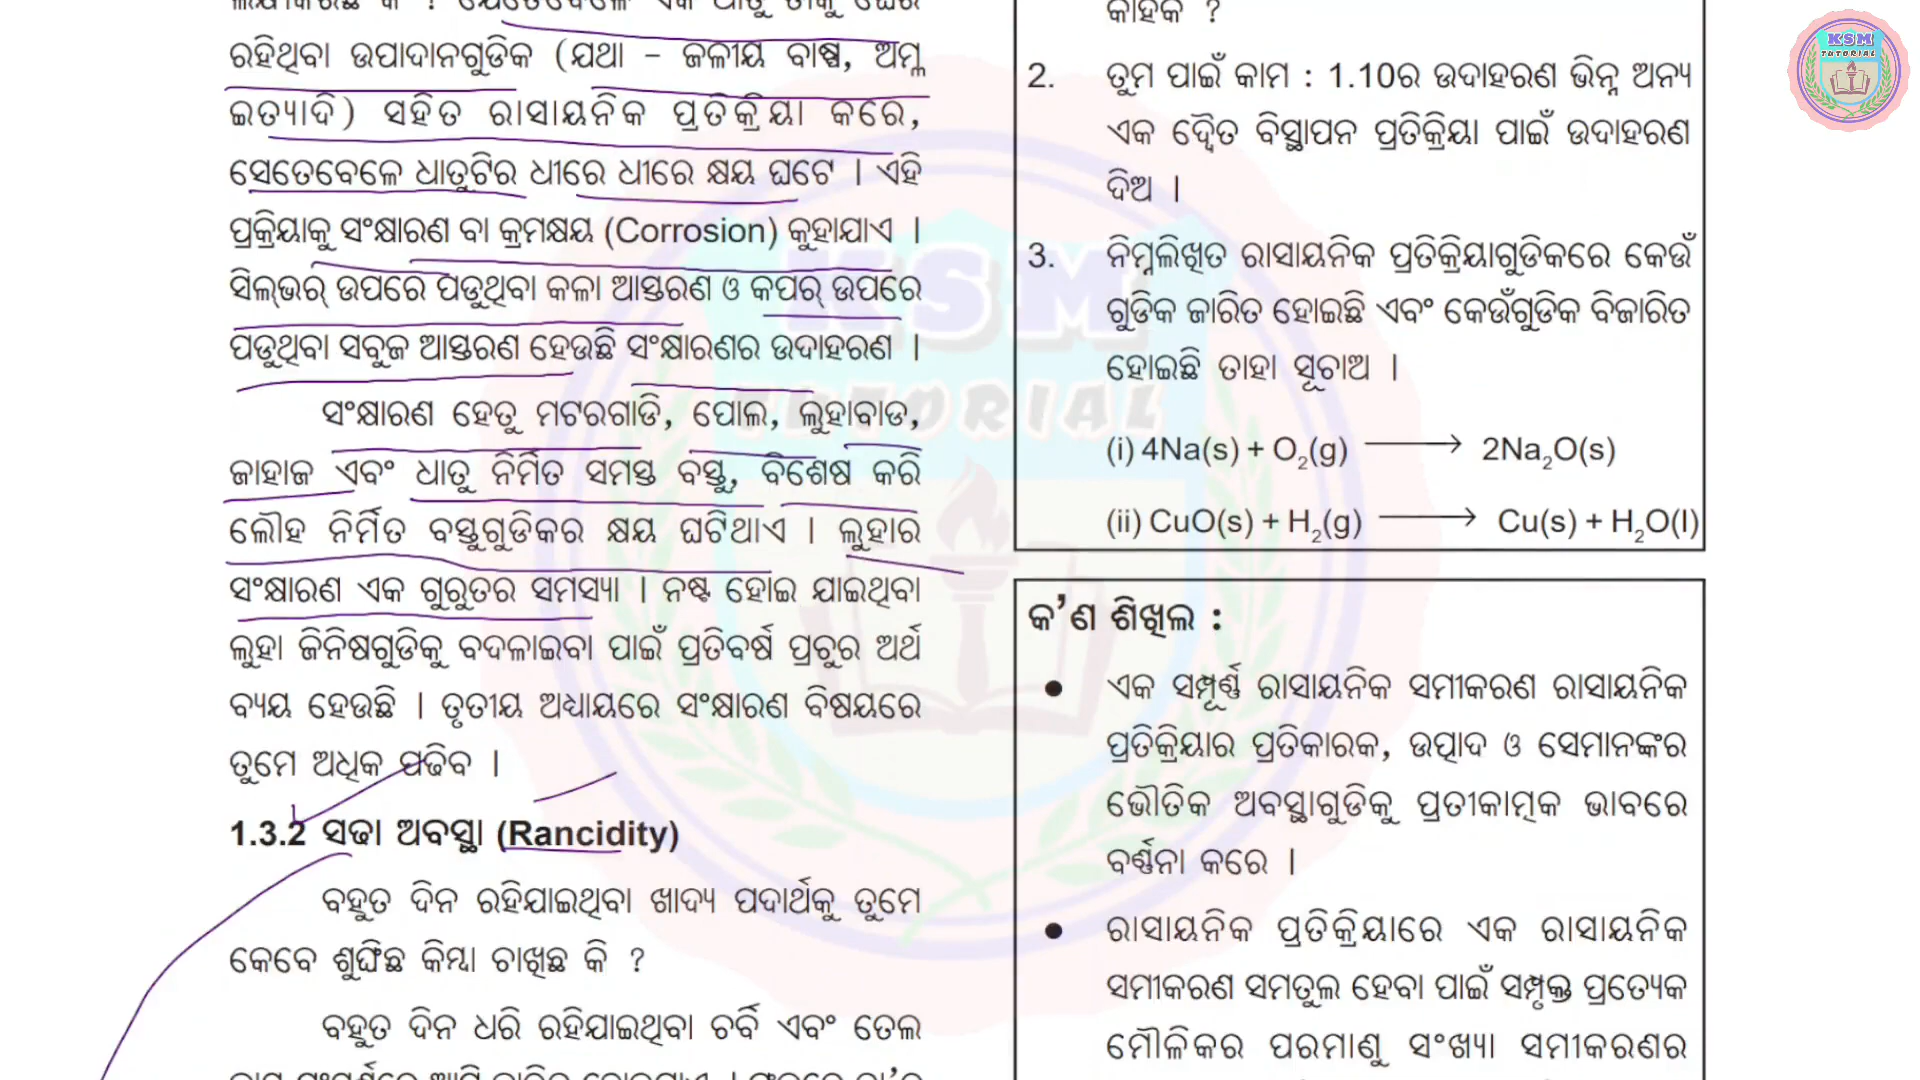 ରହିଥିବା ଉପାଦାନଗୁଡିକ (ଯଥା – ଜଳୀୟ ବାଷ୍ପ, ଅମ୍ଳ
ଇତ୍ୟାଦି) ସହିତ ରାସାୟନିକ ପ୍ରତିକ୍ରିୟା କରେ,
ସେତେବେଳେ ଧାତୁଟିର ଧୀରେ ଧୀରେ କ୍ଷୟ ଘଟେ । ଏହି
ପ୍ରକ୍ରିୟାକୁ ସଂକ୍ଷାରଣ ବା କ୍ରମକ୍ଷୟ (Corrosion) କୁହାଯାଏ ।
ସିଲ୍‌ଭର୍ ଉପରେ ପଡୁଥିବା କଳା ଆସ୍ତରଣ ଓ କପର୍ ଉପରେ
ପଡୁଥିବା ସବୁଜ ଆସ୍ତରଣ ହେଉଛି ସଂକ୍ଷାରଣର ଉଦାହରଣ ।
ସଂକ୍ଷାରଣ ହେତୁ ମଟରଗାଡି, ପୋଲ, ଲୁହାବାଡ,
ଜାହାଜ ଏବଂ ଧାତୁ ନିର୍ମିତ ସମସ୍ତ ବସ୍ତୁ, ବିଶେଷ କରି
ଲୌହ ନିର୍ମିତ ବସ୍ତୁଗୁଡିକର କ୍ଷୟ ଘଟିଥାଏ । ଲୁହାର
ସଂକ୍ଷାରଣ ଏକ ଗୁରୁତର ସମସ୍ୟା । ନଷ୍ଟ ହୋଇ ଯାଇଥିବା
ଲୁହା ଜିନିଷଗୁଡିକୁ ବଦଳାଇବା ପାଇଁ ପ୍ରତିବର୍ଷ ପ୍ରଚୁର ଅର୍ଥ
ବ୍ୟୟ ହେଉଛି । ତୃତୀୟ ଅଧ୍ୟାୟରେ ସଂକ୍ଷାରଣ ବିଷୟରେ
ତୁମେ ଅଧିକ ପଢିବ ।
1.3.2 ସଢା ଅବସ୍ଥା (Rancidity)
ବହୁତ ଦିନ ରହିଯାଇଥିବା ଖାଦ୍ୟ ପଦାର୍ଥକୁ ତୁମେ
କେବେ ଶୁଙ୍ଘିଛ କିମ୍ବା ଚାଖିଛ କି ?
ବହୁତ ଦିନ ଧରି ରହିଯାଇଥିବା ଚର୍ବି ଏବଂ ତେଲ
କାହିଁକି ?
2. ତୁମ ପାଇଁ କାମ : 1.10ର ଉଦାହରଣ ଭିନ୍ନ ଅନ୍ୟ
ଏକ ଦ୍ୱୈତ ବିସ୍ଥାପନ ପ୍ରତିକ୍ରିୟା ପାଇଁ ଉଦାହରଣ
ଦିଅ ।
3. ନିମ୍ନଲିଖିତ ରାସାୟନିକ ପ୍ରତିକ୍ରିୟାଗୁଡିକରେ କେଉଁ
ଗୁଡିକ ଜାରିତ ହୋଇଛି ଏବଂ କେଉଁଗୁଡିକ ବିଜାରିତ
ହୋଇଛି ତାହା ସୂଚାଅ ।
(i) 4Na(s) + O₂(g) ⟶ 2Na₂O(s)
(ii) CuO(s) + H₂(g) ⟶ Cu(s) + H₂O(l)
କ’ଣ ଶିଖିଲ :
● ଏକ ସମ୍ପୂର୍ଣ୍ଣ ରାସାୟନିକ ସମୀକରଣ ରାସାୟନିକ
ପ୍ରତିକ୍ରିୟାର ପ୍ରତିକାରକ, ଉତ୍ପାଦ ଓ ସେମାନଙ୍କର
ଭୌତିକ ଅବସ୍ଥାଗୁଡିକୁ ପ୍ରତୀକାତ୍ମକ ଭାବରେ
ବର୍ଣ୍ଣନା କରେ ।
● ରାସାୟନିକ ପ୍ରତିକ୍ରିୟାରେ ଏକ ରାସାୟନିକ
ସମୀକରଣ ସମତୁଲ ହେବା ପାଇଁ ସମ୍ପୃକ୍ତ ପ୍ରତ୍ୟେକ
ମୌଳିକର ପରମାଣୁ ସଂଖ୍ୟା ସମୀକରଣର
KSM
TUTORIAL
KSM
TUTORIAL